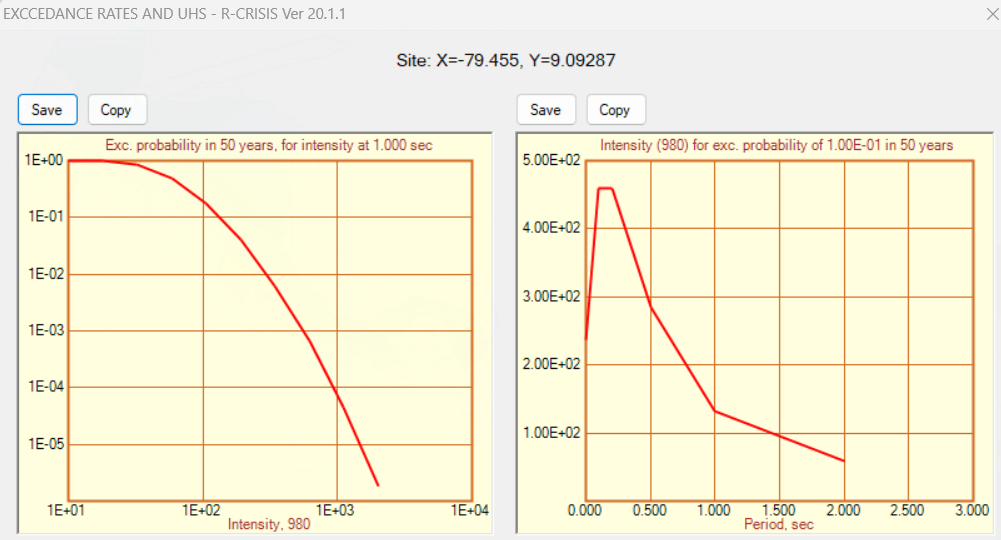 EXCCEDANCE RATES AND UHS - R-CRISIS Ver 20.1.1
Site: X=-79.455, Y=9.09287
Save
Copy
Exc. probability in 50 years, for intensity at 1.000 sec
1E+00
1E-01
1E-02
1E-03
1E-04
1E-05
1E+01
1E+02
1E+03
1E+04
Intensity, 980
Save
Copy
Intensity (980) for exc. probability of 1.00E-01 in 50 years
5.00E+02
4.00E+02
3.00E+02
2.00E+02
1.00E+02
0.000
0.500
1.000
1.500
2.000
2.500
3.000
Period, sec